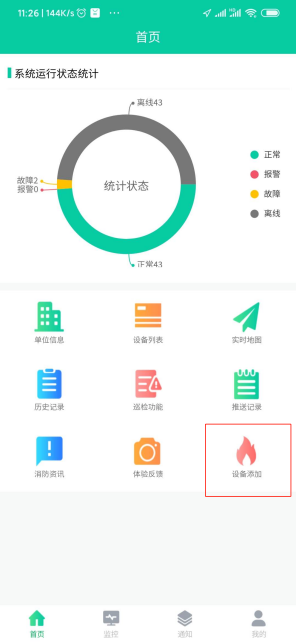 11:26 | 144K/s
首页
系统运行状态统计
离线43
正常
故障2
报警0
统计状态
报警
故障
离线
正常43
单位信息 设备列表 实时地图
历史记录 巡检功能 推送记录
消防资讯 体验反馈 设备添加
首页 监控 通知 我的